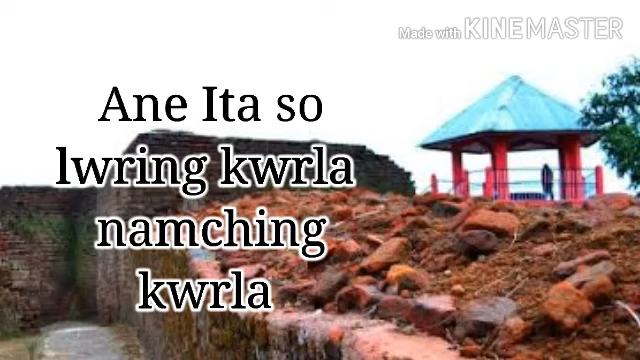 Made with KINEMASTER
Ane Ita so
lwring kwrla
namching
kwrla